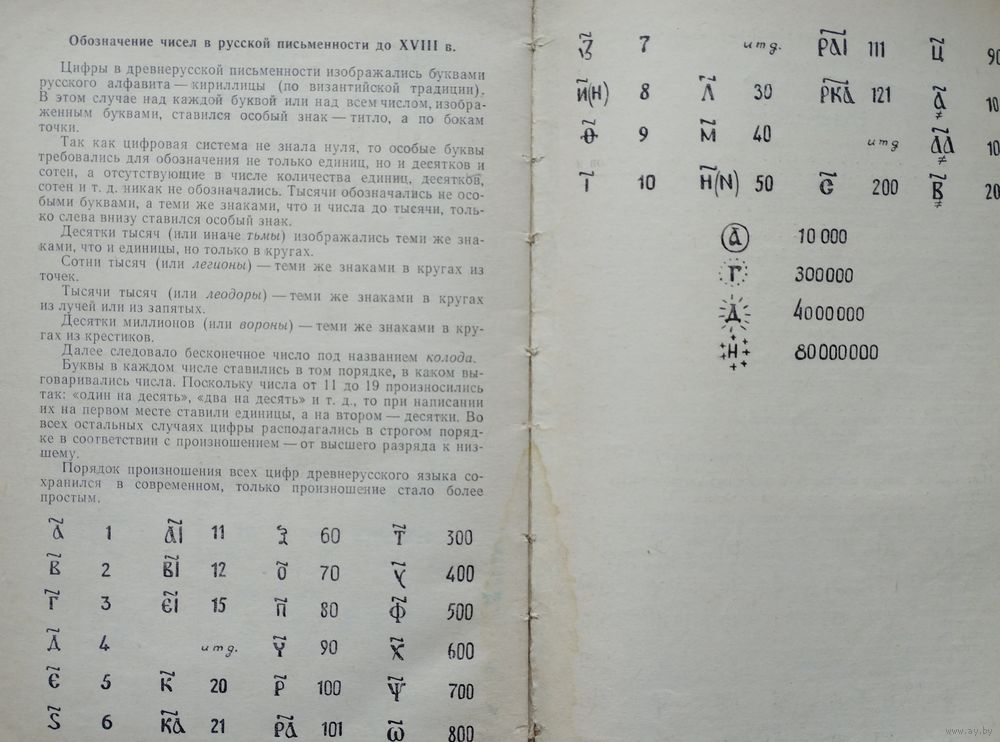 Обозначение чисел в русской письменности до XVIII в.
Цифры в древнерусской письменности изображались буквами
русского алфавита — кириллицы (по византийской традиции).
В этом случае над каждой буквой или над всем числом, изобра-
женным буквами, ставился особый знак — титло, а по бокам
точки.
Так как цифровая система не знала нуля, то особые буквы
требовались для обозначения не только единиц, но и десятков и
сотен, а отсутствующие в числе количества единиц, десятков,
сотен и т. д. никак не обозначались. Тысячи обозначались не осо-
быми буквами, а теми же знаками, что и числа до тысячи, толь-
ко слева внизу ставился особый знак.
Десятки тысяч (или иначе тьмы) изображались теми же зна-
ками, что и единицы, но только в кругах.
Сотни тысяч (или легионы) — теми же знаками в кругах из
точек.
Тысячи тысяч (или леодоры) — теми же знаками в кругах
из лучей или из запятых.
Десятки миллионов (или вороны) — теми же знаками в кру-
гах из крестиков.
Далее следовало бесконечное число под названием колода.
Буквы в каждом числе ставились в том порядке, в каком вы-
говаривались числа. Поскольку числа от 11 до 19 произносились
так: «один на десять», «два на десять» и т. д., то при написании
их на первом месте ставили единицы, а на втором — десятки. Во
всех остальных случаях цифры располагались в строгом поряд-
ке в соответствии с произношением — от высшего разряда к низ-
шему.
Порядок произношения всех цифр древнерусского языка со-
хранился в современном, только произношение стало более
простым.
А҃ 1 А҃І 11 Ѯ҃ 60 Т҃ 300
В҃ 2 В҃І 12 О҃ 70 Ѵ҃ 400
Г҃ 3 Є҃І 15 П҃ 80 Ф҃ 500
Д҃ 4 и т д. Ч҃ 90 Х҃ 600
Є҃ 5 К҃ 20 Р҃ 100 Ѱ҃ 700
Ѕ҃ 6 К҃А 21 Р҃А 101 Ѡ҃ 800
З҃ 7 и т д. РА҃І 111 Ц҃ 90
И҃(Н) 8 Л҃ 30 РК҃А 121 ҂А҃ 10
Ѳ҃ 9 М҃ 40 и т д ҂АА҃ 10
І҃ 10 Н҃(N) 50 С҃ 200 ҂В҃ 20
А҃ 10 000
Г҃ 300000
Д҃ 4000000
Н 80000000
www.ay.by